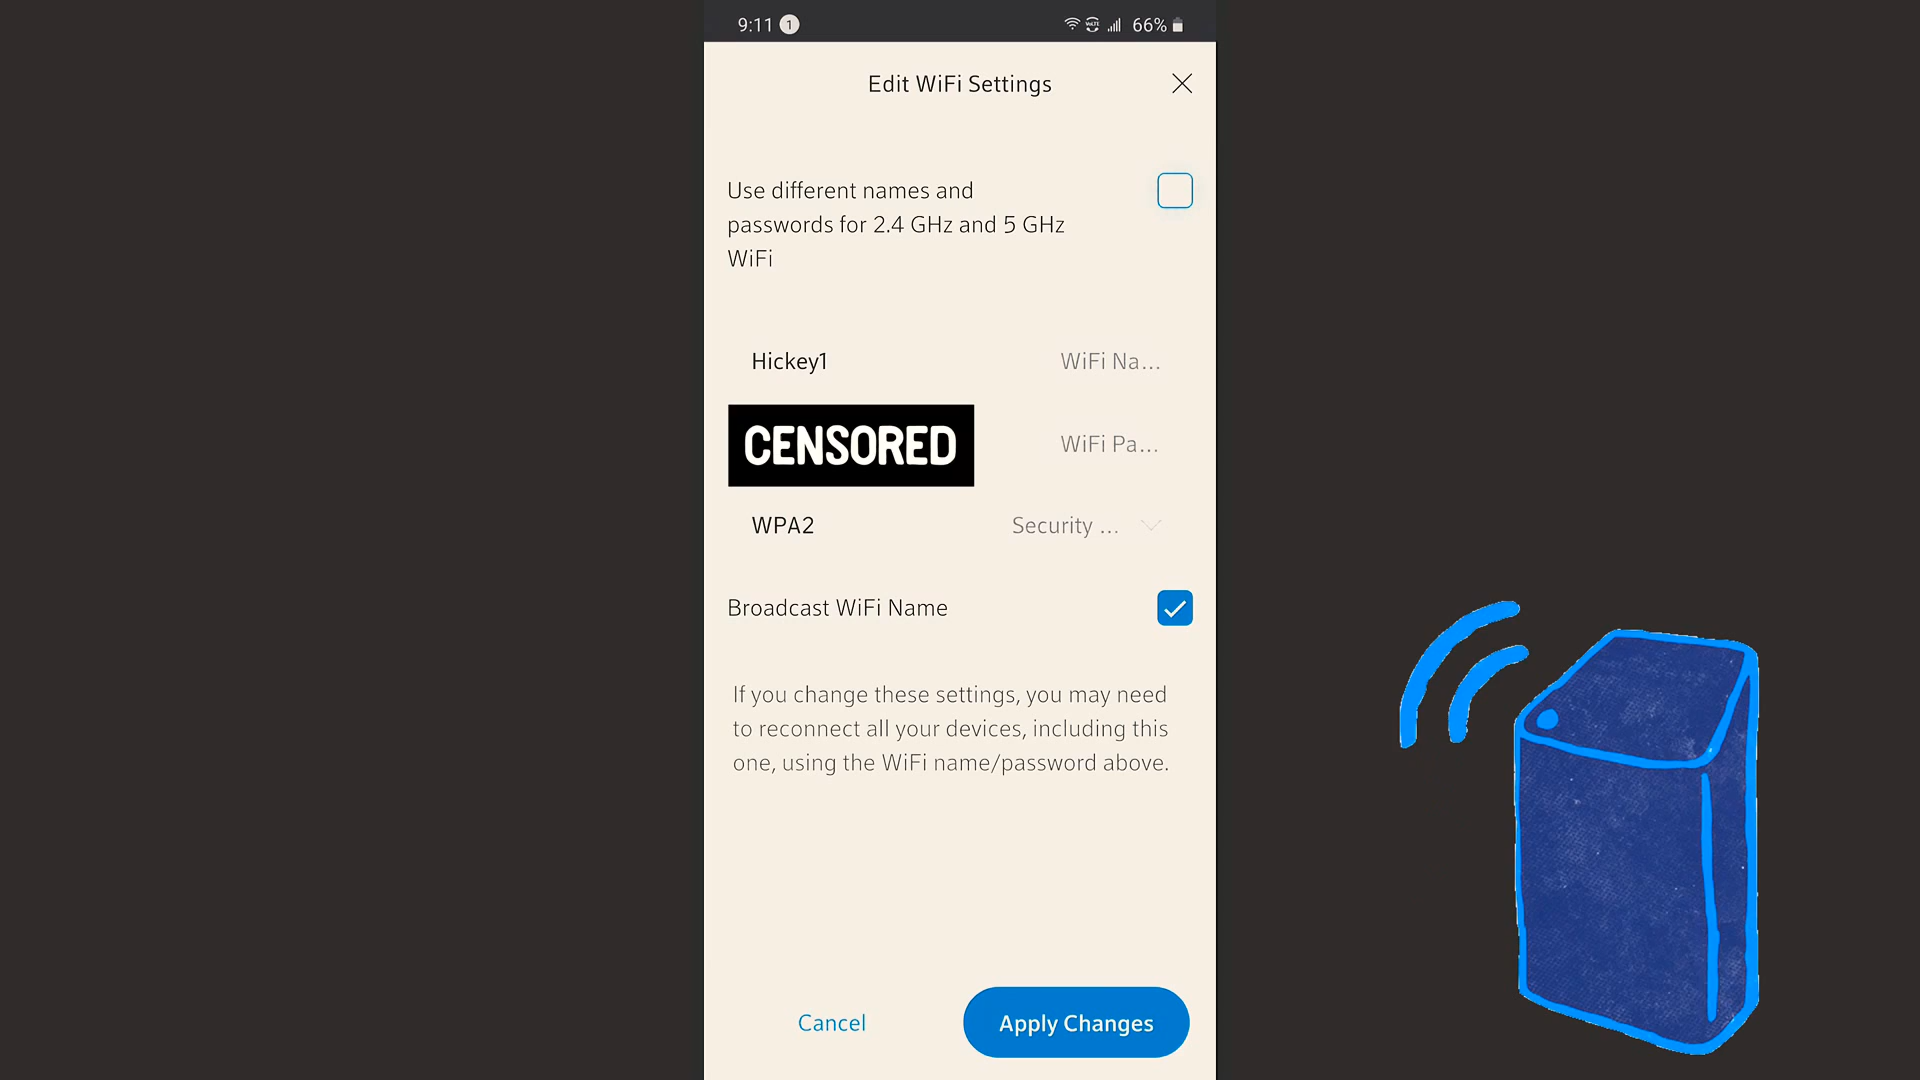 9:11 1
VoLTE 66%
Edit WiFi Settings
Use different names and
passwords for 2.4 GHz and 5 GHz
WiFi
Hickey1 WiFi Na...
CENSORED WiFi Pa...
WPA2 Security ...
Broadcast WiFi Name
If you change these settings, you may need
to reconnect all your devices, including this
one, using the WiFi name/password above.
Cancel
Apply Changes